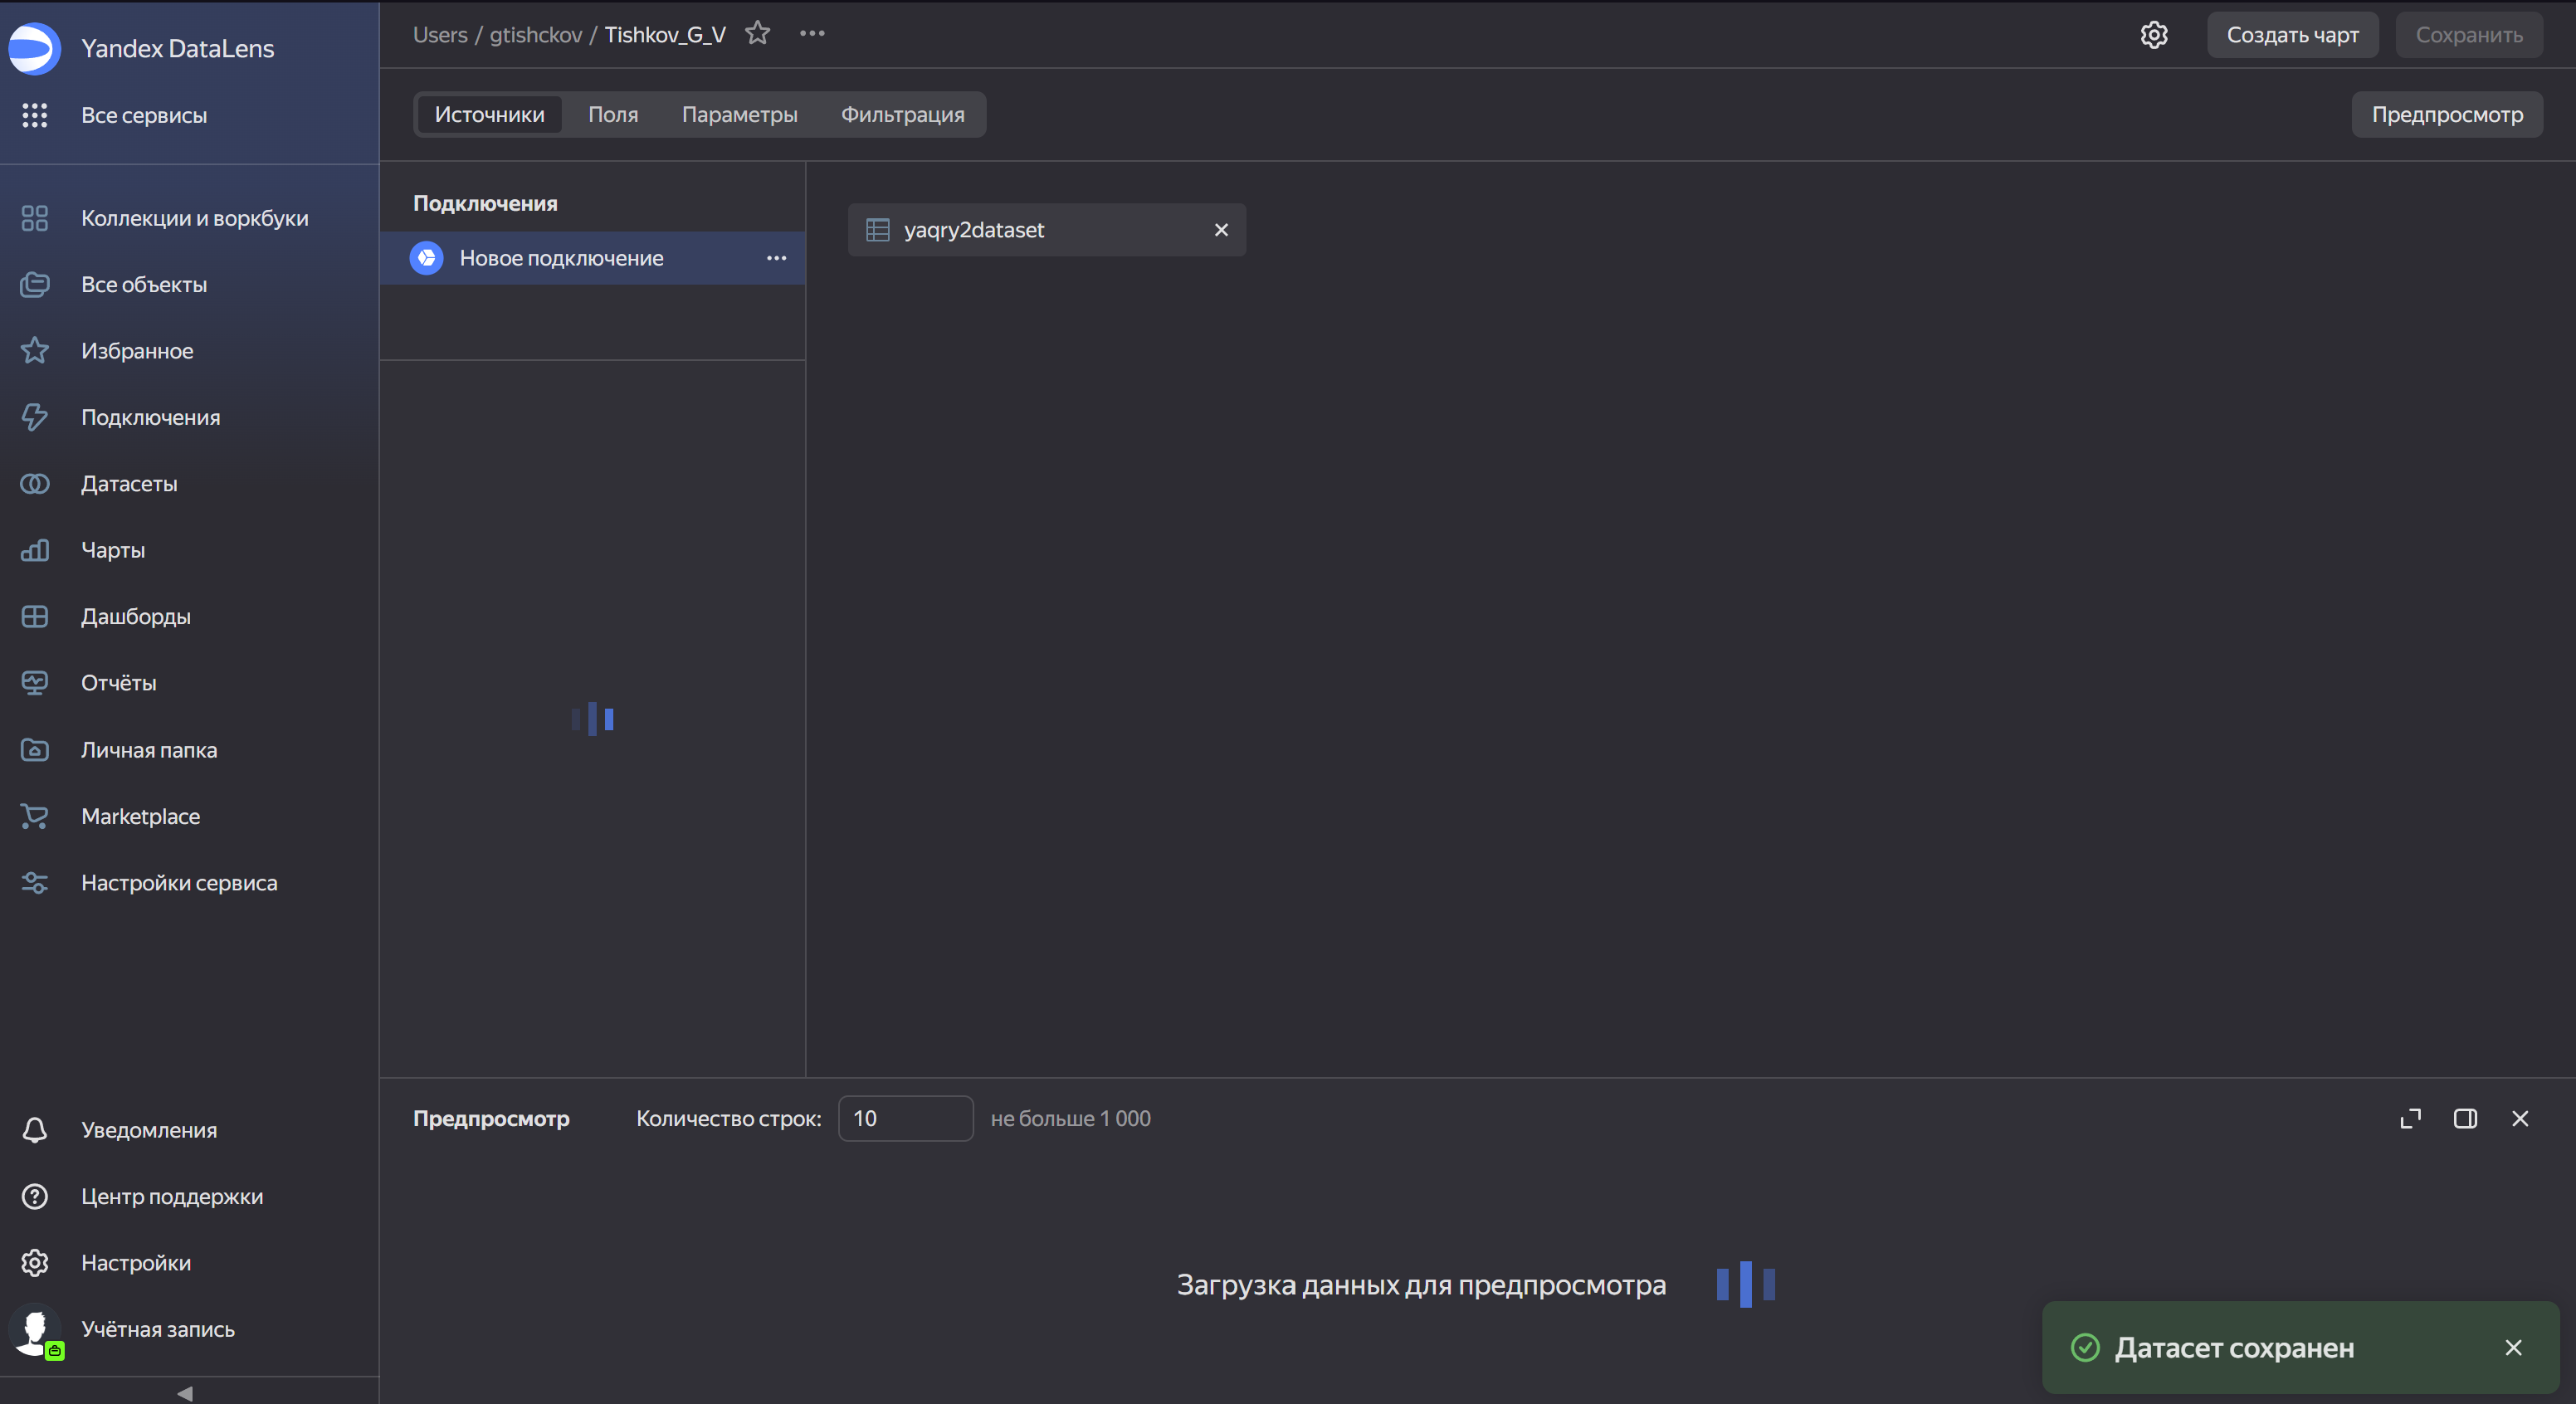 Yandex DataLens
Все сервисы
Коллекции и воркбуки
Все объекты
Избранное
Подключения
Датасеты
Чарты
Дашборды
Отчёты
Личная папка
Marketplace
Настройки сервиса
Уведомления
Центр поддержки
Настройки
Учётная запись
Users / gtishckov / Tishkov_G_V
Создать чарт
Сохранить
Источники
Поля
Параметры
Фильтрация
Предпросмотр
Подключения
Новое подключение
yaqry2dataset
Предпросмотр
Количество строк: 10 не больше 1 000
Загрузка данных для предпросмотра
Датасет сохранен